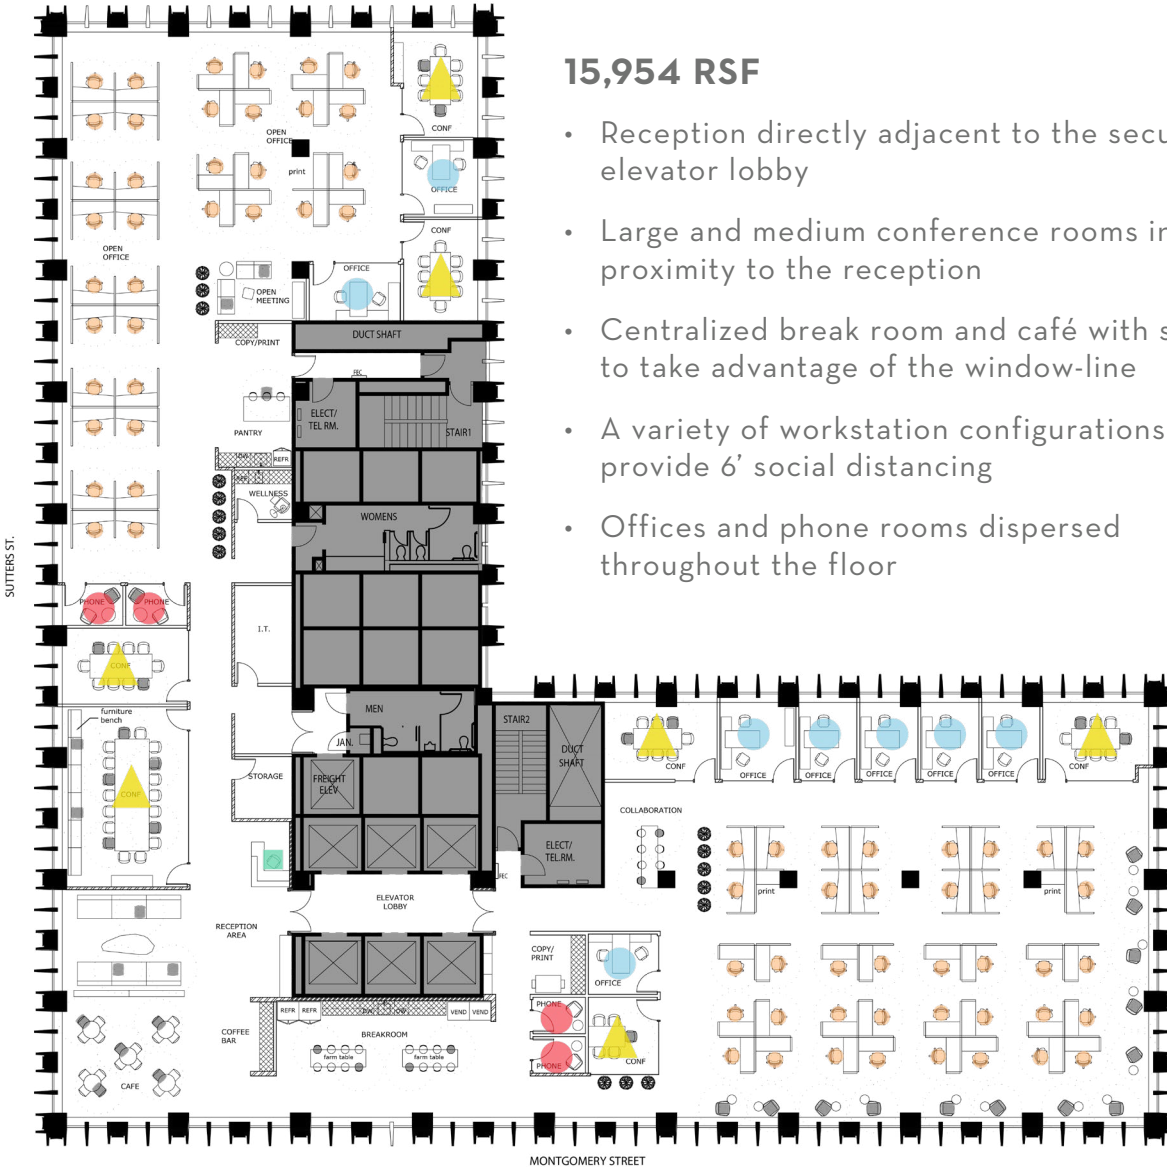 15,954 RSF
• Reception directly adjacent to the secu
elevator lobby
• Large and medium conference rooms in
proximity to the reception
• Centralized break room and café with s
to take advantage of the window-line
• A variety of workstation configurations
provide 6’ social distancing
• Offices and phone rooms dispersed
throughout the floor
CONF
OPEN
OFFICE
print
OFFICE
CONF
OPEN
OFFICE
OFFICE
OPEN
MEETING
DUCT SHAFT
COPY/PRINT
FEC
ELECT/
TEL RM.
STAIR1
PANTRY
REFR
WELLNESS
WOMENS
SUTTERS ST.
PHONE
PHONE
I.T.
CONF
furniture
bench
MEN
JAN.
STAIR2
DUCT
SHAFT
CONF
OFFICE
OFFICE
OFFICE
OFFICE
OFFICE
CONF
STORAGE
FREIGHT
ELEV
CONF
COLLABORATION
ELECT/
TEL.RM.
FEC
print
print
ELEVATOR
LOBBY
RECEPTION
AREA
COPY/
PRINT
OFFICE
REFR
REFR
VEND
VEND
PHONE
COFFEE
BAR
BREAKROOM
farm table
farm table
CONF
PHONE
CAFE
MONTGOMERY STREET